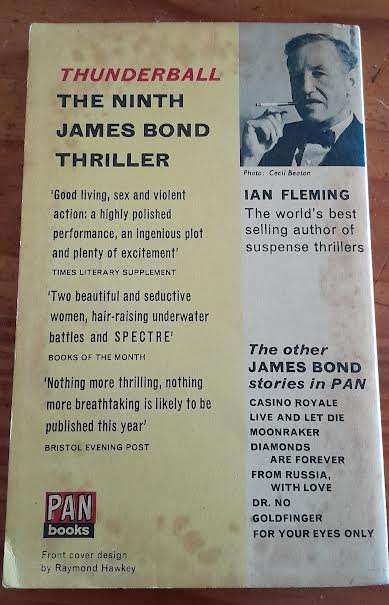 THUNDERBALL
THE NINTH
JAMES BOND
THRILLER
'Good living, sex and violent
action: a highly polished
performance, an ingenious plot
and plenty of excitement'
TIMES LITERARY SUPPLEMENT
'Two beautiful and seductive
women, hair-raising underwater
battles and SPECTRE'
BOOKS OF THE MONTH
'Nothing more thrilling, nothing
more breathtaking is likely to be
published this year'
BRISTOL EVENING POST
PAN
books
Front cover design
by Raymond Hawkey
Photo: Cecil Beaton
IAN FLEMING
The world's best
selling author of
suspense thrillers
The other
JAMES BOND
stories in PAN
CASINO ROYALE
LIVE AND LET DIE
MOONRAKER
DIAMONDS
ARE FOREVER
FROM RUSSIA,
WITH LOVE
DR. NO
GOLDFINGER
FOR YOUR EYES ONLY